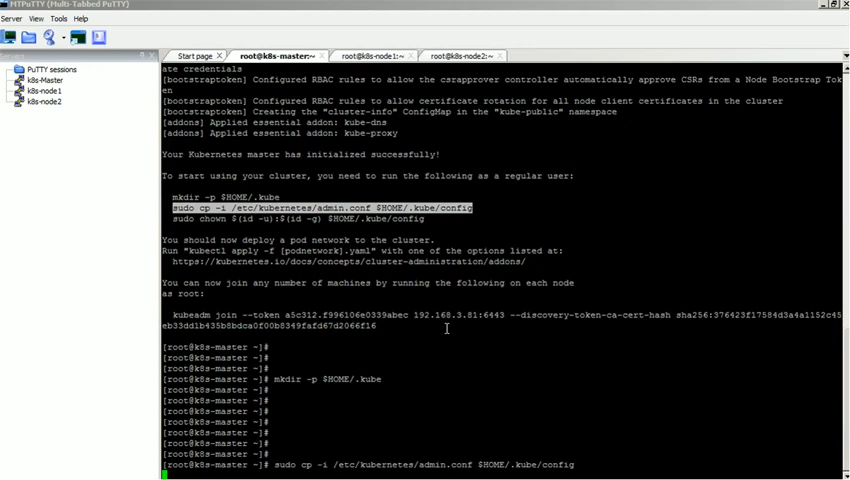 MTPuTTY (Multi-Tabbed PuTTY)
Server View Tools Help
PuTTY sessions
k8s-Master
k8s-node1
k8s-node2
Start page
root@k8s-master:~
root@k8s-node1:~
root@k8s-node2:~
ate credentials
[bootstraptoken] Configured RBAC rules to allow the csrapprover controller automatically approve CSRs from a Node Bootstrap Tok
en
[bootstraptoken] Configured RBAC rules to allow certificate rotation for all node client certificates in the cluster
[bootstraptoken] Creating the "cluster-info" ConfigMap in the "kube-public" namespace
[addons] Applied essential addon: kube-dns
[addons] Applied essential addon: kube-proxy
Your Kubernetes master has initialized successfully!
To start using your cluster, you need to run the following as a regular user:
mkdir -p $HOME/.kube
sudo cp -i /etc/kubernetes/admin.conf $HOME/.kube/config
sudo chown $(id -u):$(id -g) $HOME/.kube/config
You should now deploy a pod network to the cluster.
Run "kubectl apply -f [podnetwork].yaml" with one of the options listed at:
https://kubernetes.io/docs/concepts/cluster-administration/addons/
You can now join any number of machines by running the following on each node
as root:
kubeadm join --token a5c312.f996106e0339abec 192.168.3.81:6443 --discovery-token-ca-cert-hash sha256:376423f17584d3a4a1152c45
eb33dd1b435b8bdca0f00b8349fafd67d2066f16
[root@k8s-master ~]#
[root@k8s-master ~]#
[root@k8s-master ~]#
[root@k8s-master ~]# mkdir -p $HOME/.kube
[root@k8s-master ~]#
[root@k8s-master ~]#
[root@k8s-master ~]#
[root@k8s-master ~]#
[root@k8s-master ~]#
[root@k8s-master ~]#
[root@k8s-master ~]#
[root@k8s-master ~]# sudo cp -i /etc/kubernetes/admin.conf $HOME/.kube/config